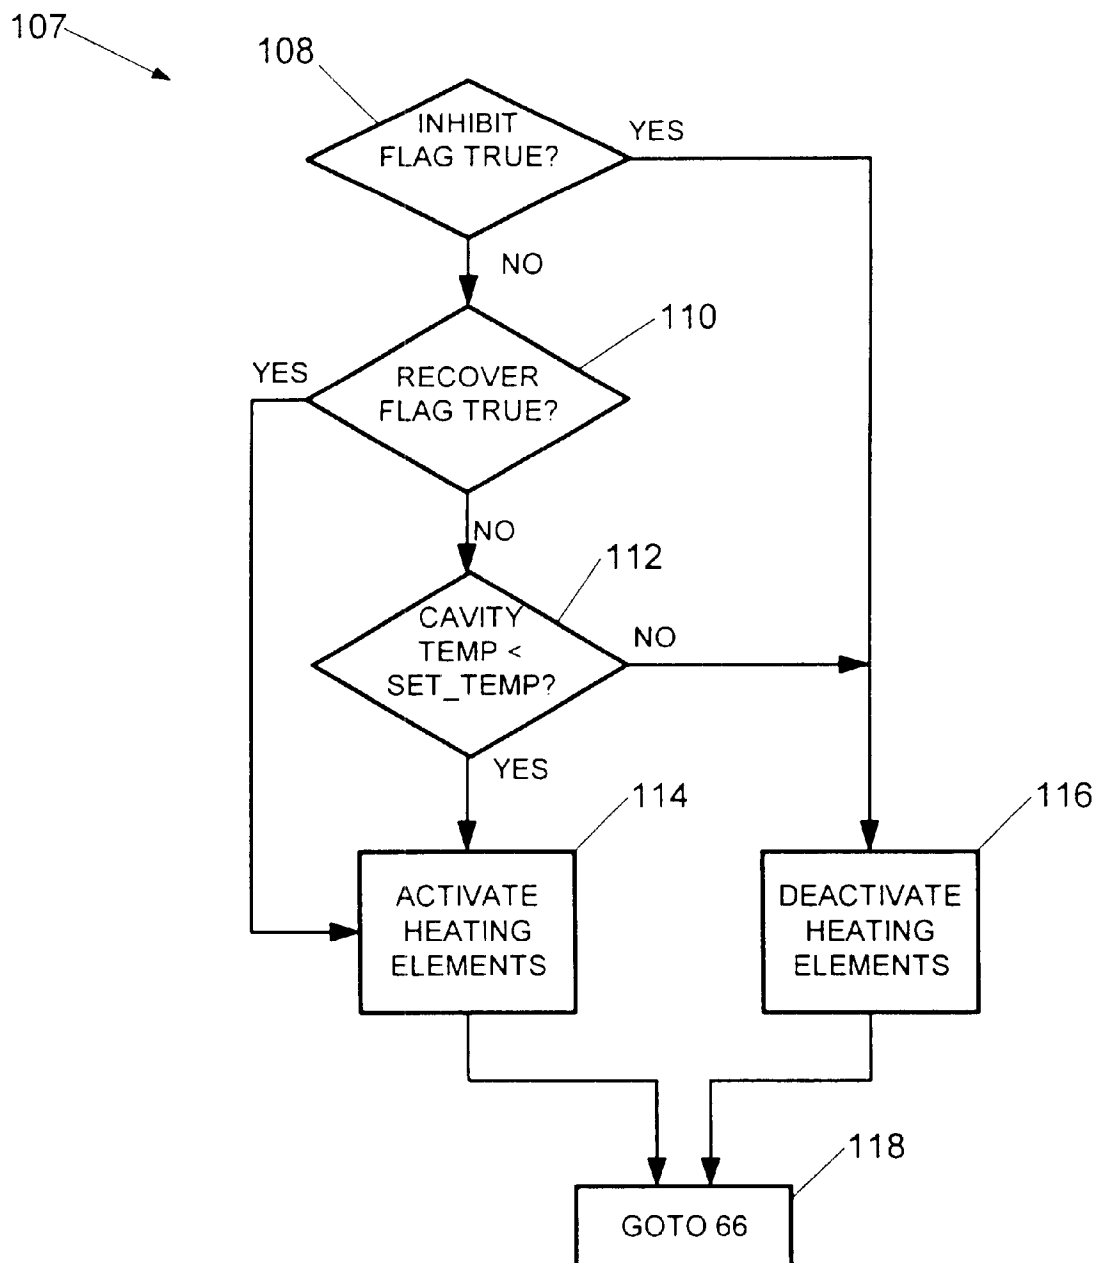 107
108
INHIBIT
FLAG TRUE?
YES
NO
110
YES
RECOVER
FLAG TRUE?
NO
112
CAVITY
TEMP <
SET_TEMP?
NO
YES
114
116
ACTIVATE
HEATING
ELEMENTS
DEACTIVATE
HEATING
ELEMENTS
118
GOTO 66